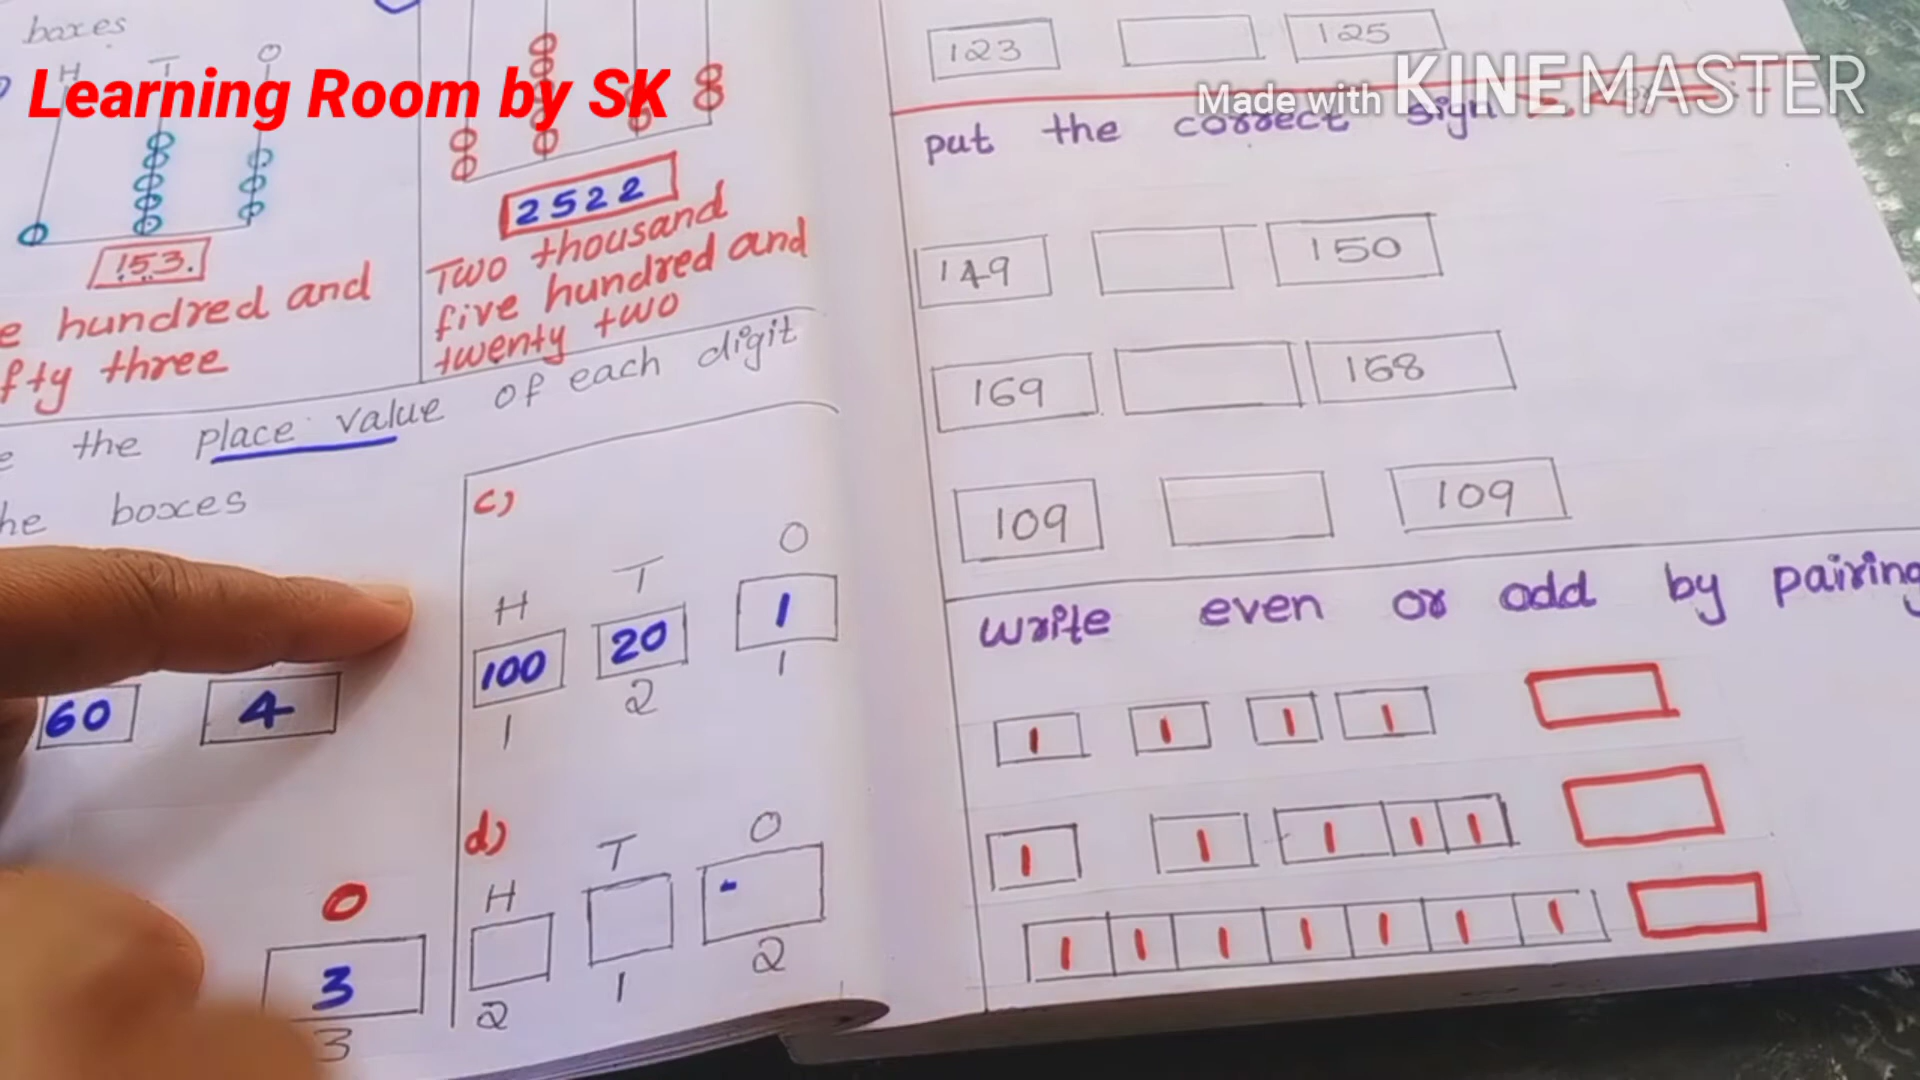 boxes
H T O
Learning Room by SK
153.
e hundred and
fty three
2522
Two thousand
five hundred and
twenty two
e the place value of each digit
he boxes
60 4
O
3
3
c)
H T O
100 20 1
1 2 1
d)
H T O
-
2 1 2
123 125
Made with KINEMASTER
put the correct sign
149 150
169 168
109 109
write even or odd by pairing
1 1 1 1
1 1 1 1 1
1 1 1 1 1 1 1